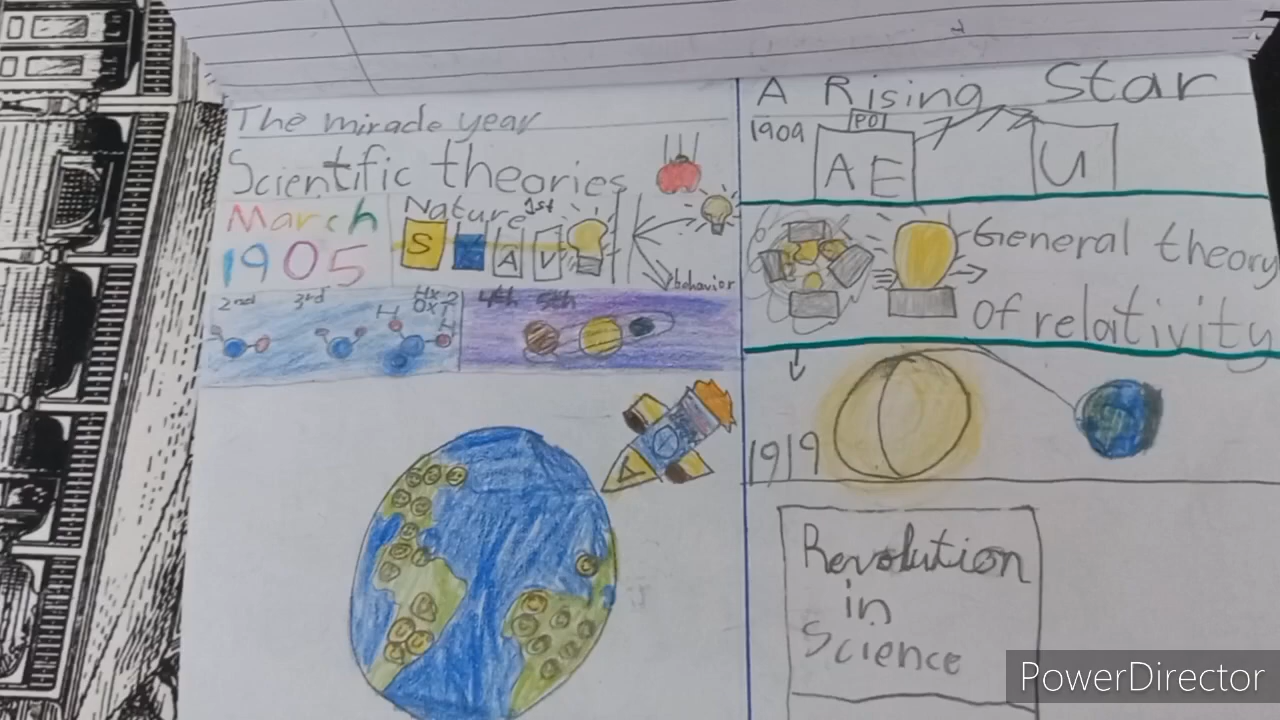 The miracle year
Scientific theories
March
1905
Nature 1st
S
A V
behavior
2nd 3rd
4th 5th
H
H
A Rising Star
1909
PO
AE
U
General theory
of relativity
1919
Revolution
in
Science
PowerDirector